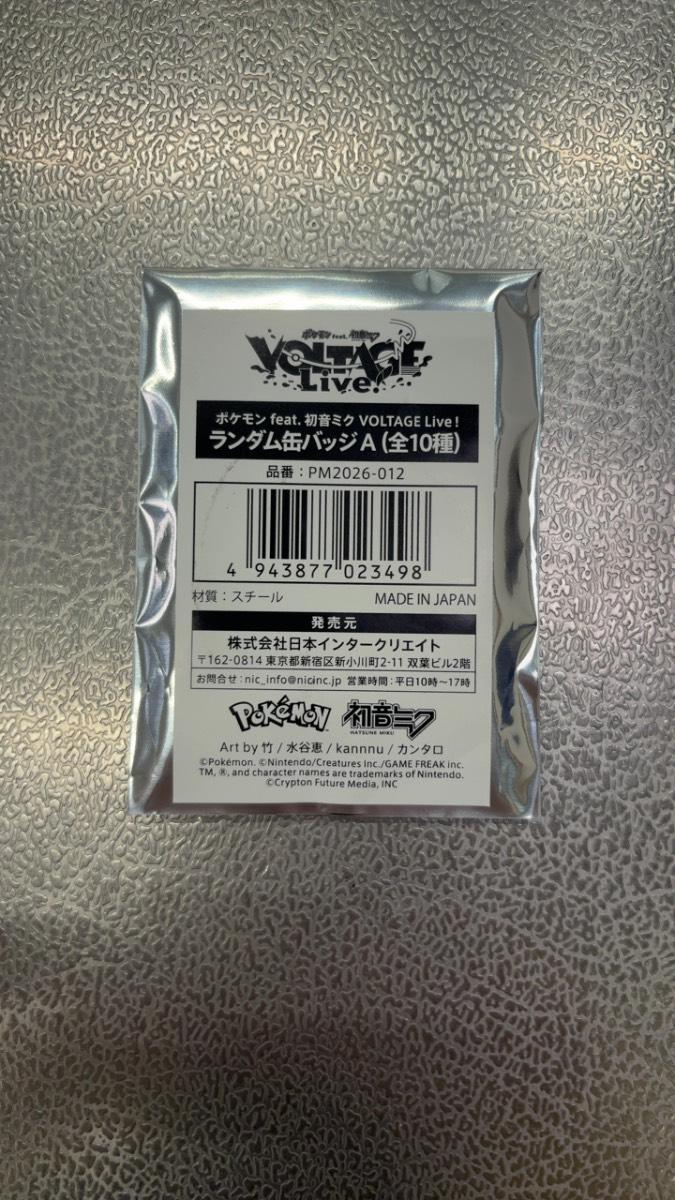 ポケモン feat. 初音ミク
VOLTAGE
Live!
ポケモン feat. 初音ミク VOLTAGE Live!
ランダム缶バッジ A (全10種)
品番：PM2026-012
4 943877 023498
材質：スチール MADE IN JAPAN
発売元
株式会社日本インタークリエイト
〒162-0814 東京都新宿区新小川町2-11 双葉ビル2階
お問合せ：nic_info@nicinc.jp 営業時間：平日10時～17時
POKéMON 初音ミク
HATSUNE MIKU
Art by 竹 / 水谷恵 / kannnu / カンタロ
©Pokémon. ©Nintendo/Creatures Inc./GAME FREAK inc.
TM, ®, and character names are trademarks of Nintendo.
©Crypton Future Media, INC